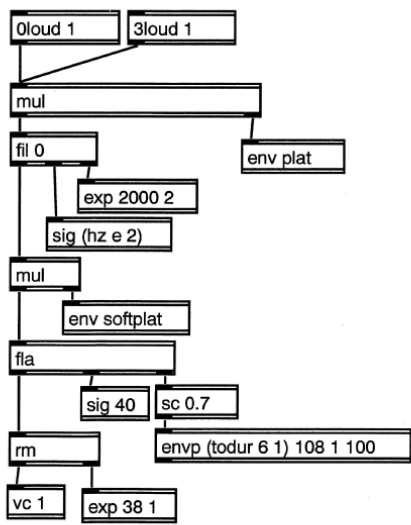 0loud 1
3loud 1
mul
env plat
fil 0
exp 2000 2
sig (hz e 2)
mul
env softplat
fla
sig 40
sc 0.7
envp (todur 6 1) 108 1 100
rm
vc 1
exp 38 1